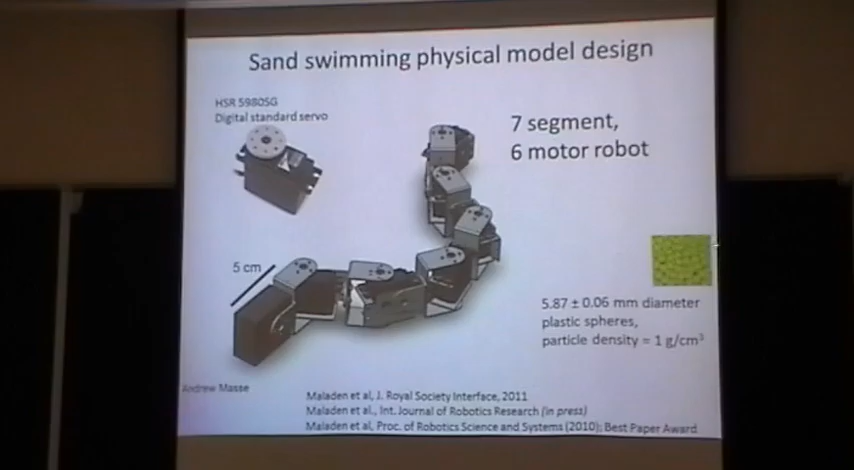 Sand swimming physical model design
HSR 5980SG
Digital standard servo
7 segment,
6 motor robot
5 cm
5.87 ± 0.06 mm diameter
plastic spheres,
particle density = 1 g/cm³
Andrew Masse
Maladen et al, J. Royal Society Interface, 2011
Maladen et al., Int. Journal of Robotics Research (in press)
Maladen et al, Proc. of Robotics Science and Systems (2010); Best Paper Award